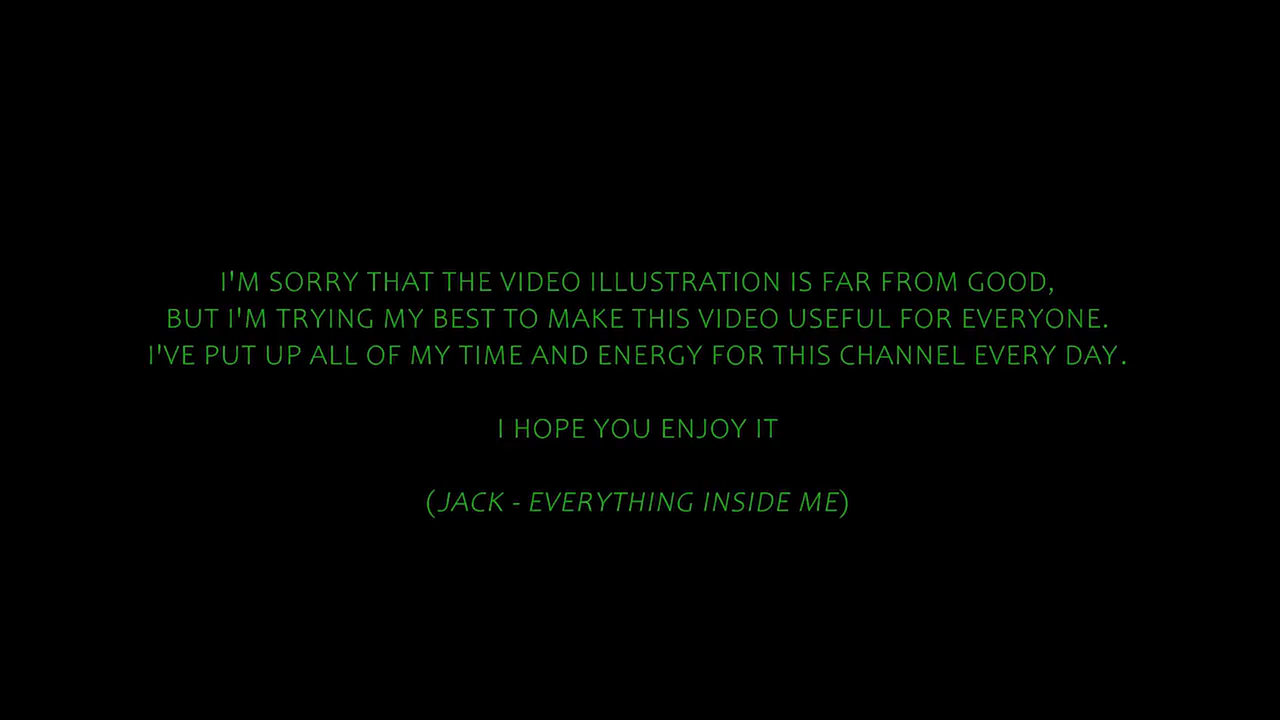 I'M SORRY THAT THE VIDEO ILLUSTRATION IS FAR FROM GOOD,
BUT I'M TRYING MY BEST TO MAKE THIS VIDEO USEFUL FOR EVERYONE.
I'VE PUT UP ALL OF MY TIME AND ENERGY FOR THIS CHANNEL EVERY DAY.
I HOPE YOU ENJOY IT
(JACK - EVERYTHING INSIDE ME)